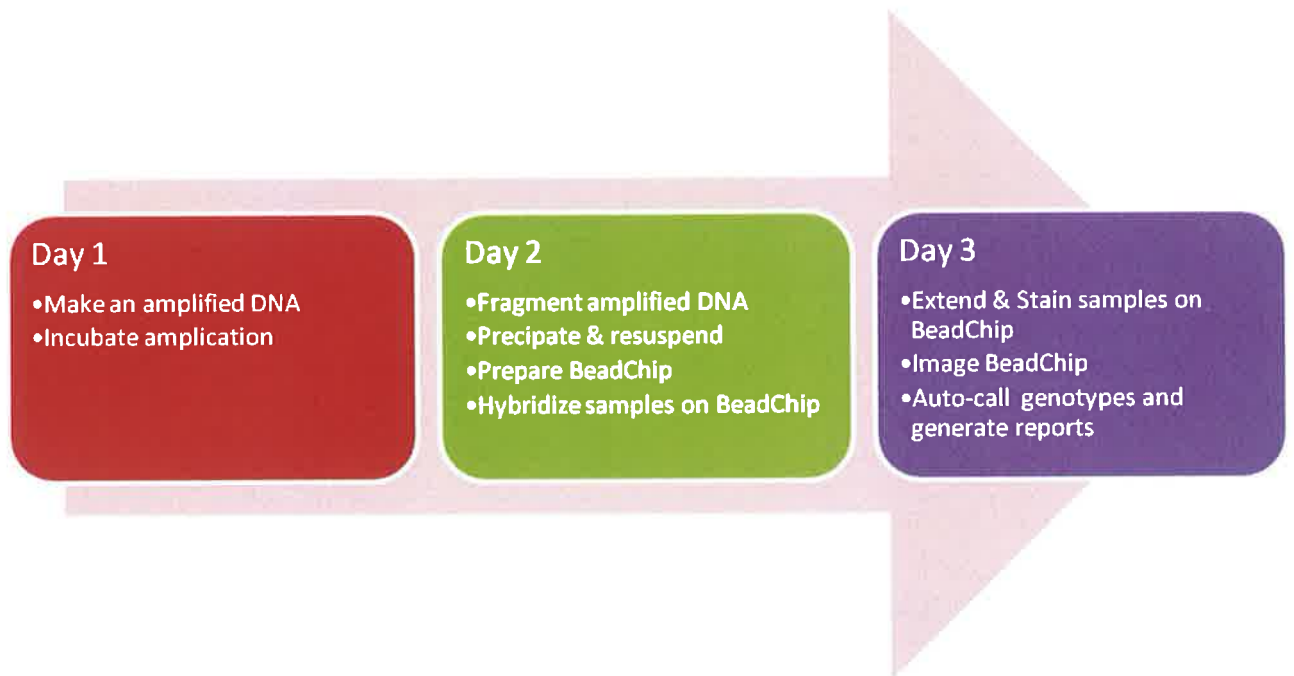 Day 1
•Make an amplified DNA
•Incubate amplication
Day 2
•Fragment amplified DNA
•Precipate & resuspend
•Prepare BeadChip
•Hybridize samples on BeadChip
Day 3
•Extend & Stain samples on
BeadChip
•Image BeadChip
•Auto-call genotypes and
generate reports